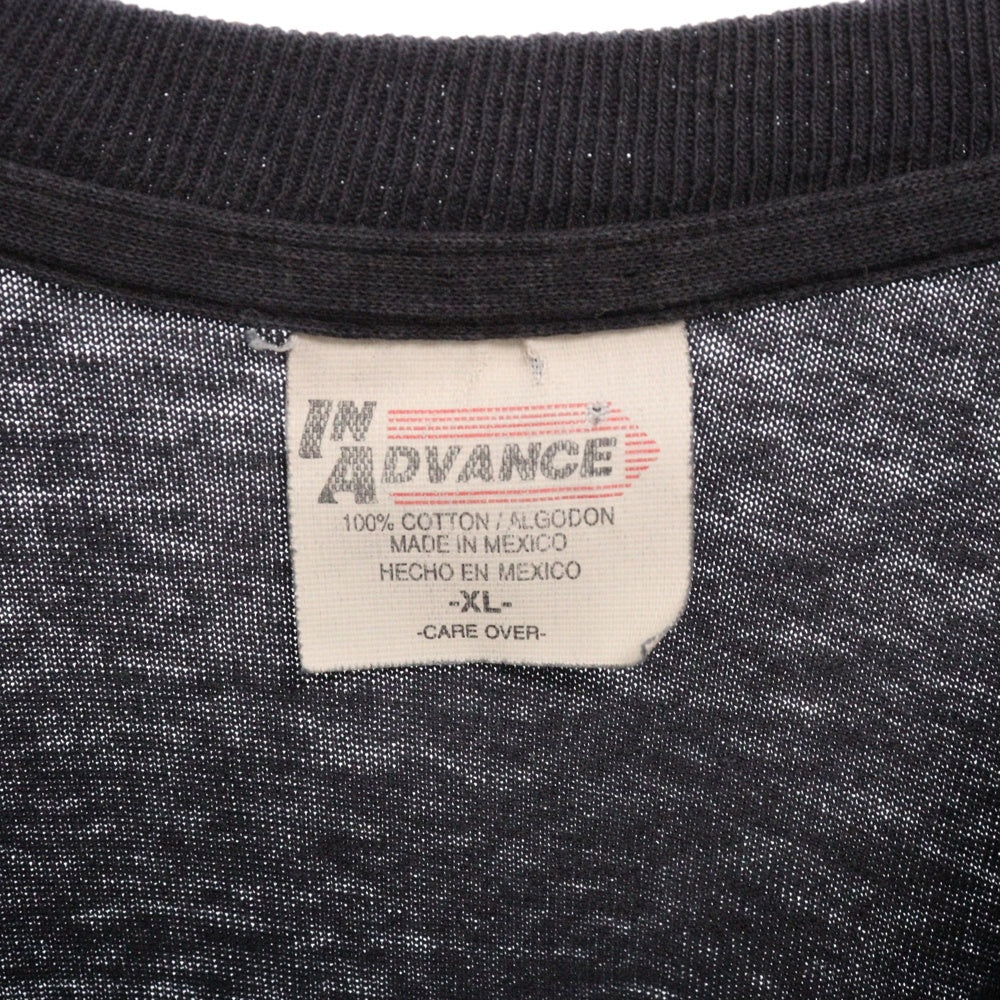 IN
ADVANCE
100% COTTON / ALGODON
MADE IN MEXICO
HECHO EN MEXICO
-XL-
-CARE OVER-